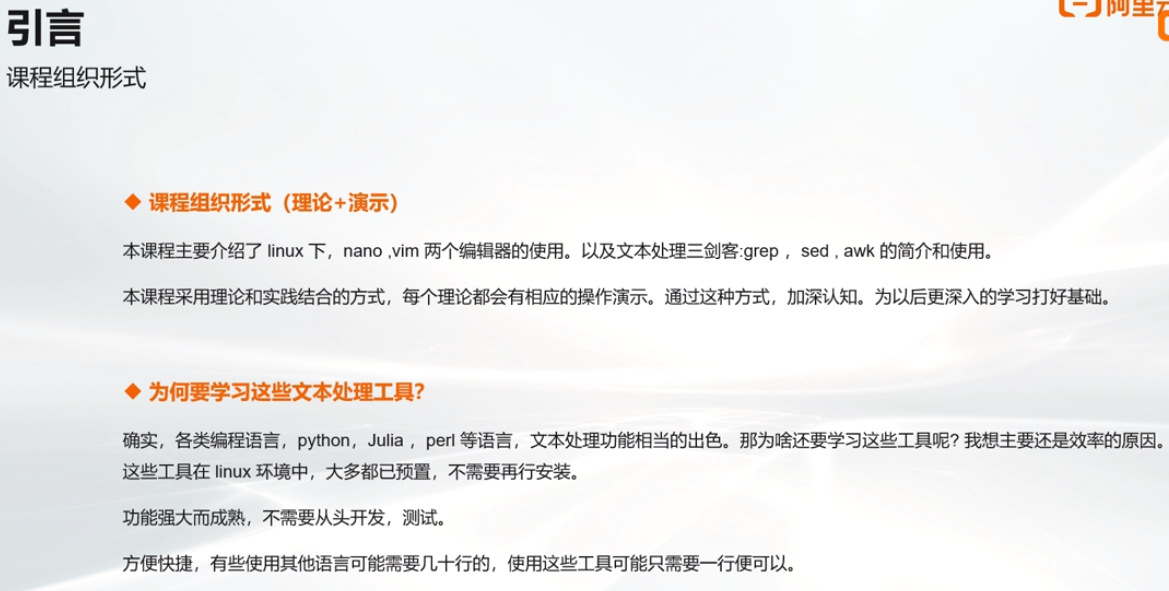 引言
阿里云
课程组织形式
◆ 课程组织形式（理论+演示）
本课程主要介绍了 linux 下，nano ,vim 两个编辑器的使用。以及文本处理三剑客:grep ，sed , awk 的简介和使用。
本课程采用理论和实践结合的方式，每个理论都会有相应的操作演示。通过这种方式，加深认知。为以后更深入的学习打好基础。
◆ 为何要学习这些文本处理工具?
确实，各类编程语言，python，Julia ，perl 等语言，文本处理功能相当的出色。那为啥还要学习这些工具呢? 我想主要还是效率的原因。
这些工具在 linux 环境中，大多都已预置，不需要再行安装。
功能强大而成熟，不需要从头开发，测试。
方便快捷，有些使用其他语言可能需要几十行的，使用这些工具可能只需要一行便可以。